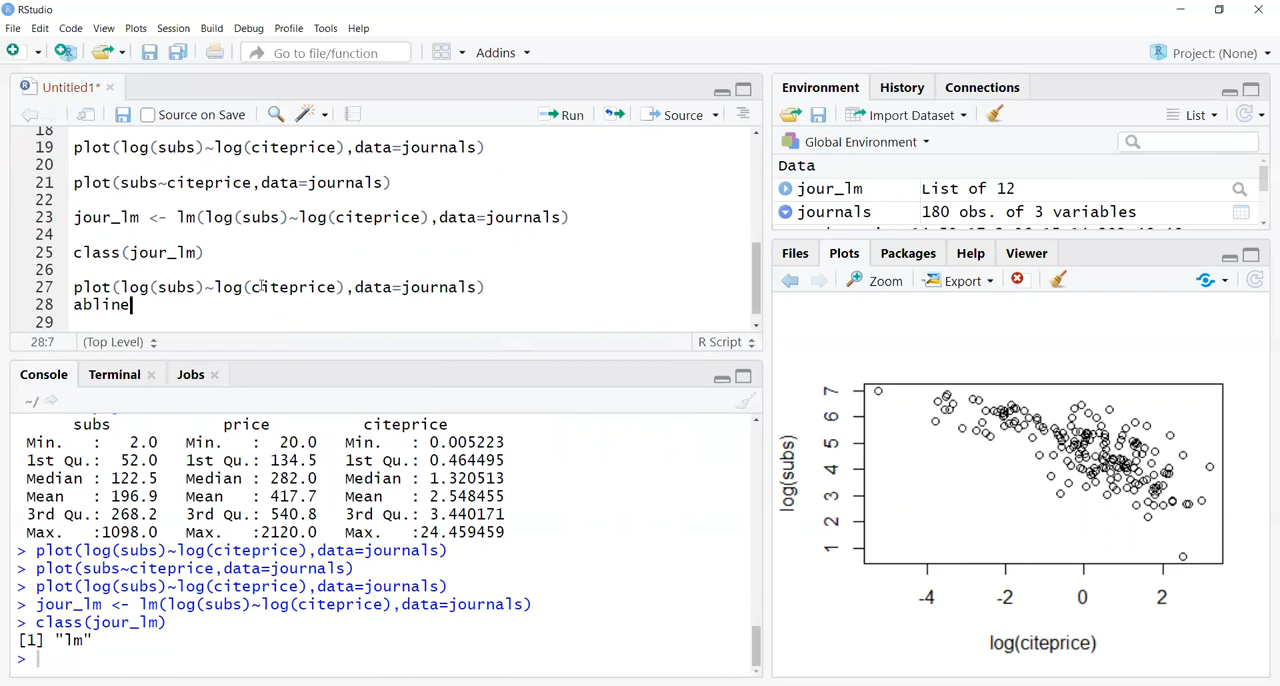 RStudio
File Edit Code View Plots Session Build Debug Profile Tools Help
Go to file/function Addins Project: (None)
Untitled1*
Source on Save Run Source
18
19 plot(log(subs)~log(citeprice),data=journals)
20
21 plot(subs~citeprice,data=journals)
22
23 jour_lm <- lm(log(subs)~log(citeprice),data=journals)
24
25 class(jour_lm)
26
27 plot(log(subs)~log(citeprice),data=journals)
28 abline
29
28:7 (Top Level) R Script
Console Terminal Jobs
~/
subs price citeprice
Min. : 2.0 Min. : 20.0 Min. : 0.005223
1st Qu.: 52.0 1st Qu.: 134.5 1st Qu.: 0.464495
Median : 122.5 Median : 282.0 Median : 1.320513
Mean : 196.9 Mean : 417.7 Mean : 2.548455
3rd Qu.: 268.2 3rd Qu.: 540.8 3rd Qu.: 3.440171
Max. :1098.0 Max. :2120.0 Max. :24.459459
> plot(log(subs)~log(citeprice),data=journals)
> plot(subs~citeprice,data=journals)
> plot(log(subs)~log(citeprice),data=journals)
> jour_lm <- lm(log(subs)~log(citeprice),data=journals)
> class(jour_lm)
[1] "lm"
>
Environment History Connections
Import Dataset List
Global Environment
Data
jour_lm List of 12
journals 180 obs. of 3 variables
Files Plots Packages Help Viewer
Zoom Export
7
6
5
4
3
2
1
log(subs)
-4 -2 0 2
log(citeprice)